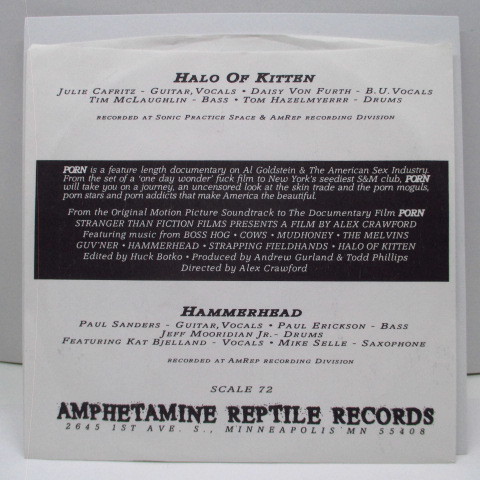 HALO OF KITTEN
JULIE CAFRITZ - GUITAR, VOCALS • DAISY VON FURTH - B.U. VOCALS
TIM MCLAUGHLIN - BASS • TOM HAZELMYERRR - DRUMS
RECORDED AT SONIC PRACTICE SPACE & AMREP RECORDING DIVISION
PORN is a feature length documentary on Al Goldstein & The American Sex Industry.
From the set of a 'one day wonder' fuck film to New York's seediest S&M club, PORN
will take you on a journey, an uncensored look at the skin trade and the porn moguls,
porn stars and porn addicts that make America the beautiful.
From the Original Motion Picture Soundtrack to The Documentary Film PORN
STRANGER THAN FICTION FILMS PRESENTS A FILM BY ALEX CRAWFORD
Featuring music from BOSS HOG • COWS • MUDHONEY • THE MELVINS
GUV'NER • HAMMERHEAD • STRAPPING FIELDHANDS • HALO OF KITTEN
Edited by Huck Botko • Produced by Andrew Gurland & Todd Phillips
Directed by Alex Crawford
HAMMERHEAD
PAUL SANDERS - GUITAR, VOCALS • PAUL ERICKSON - BASS
JEFF MOORIDIAN JR. - DRUMS
FEATURING KAT BJELLAND - VOCALS • MIKE SELLE - SAXOPHONE
RECORDED AT AMREP RECORDING DIVISION
SCALE 72
AMPHETAMINE REPTILE RECORDS
2645 1ST AVE. S., MINNEAPOLIS MN 55408